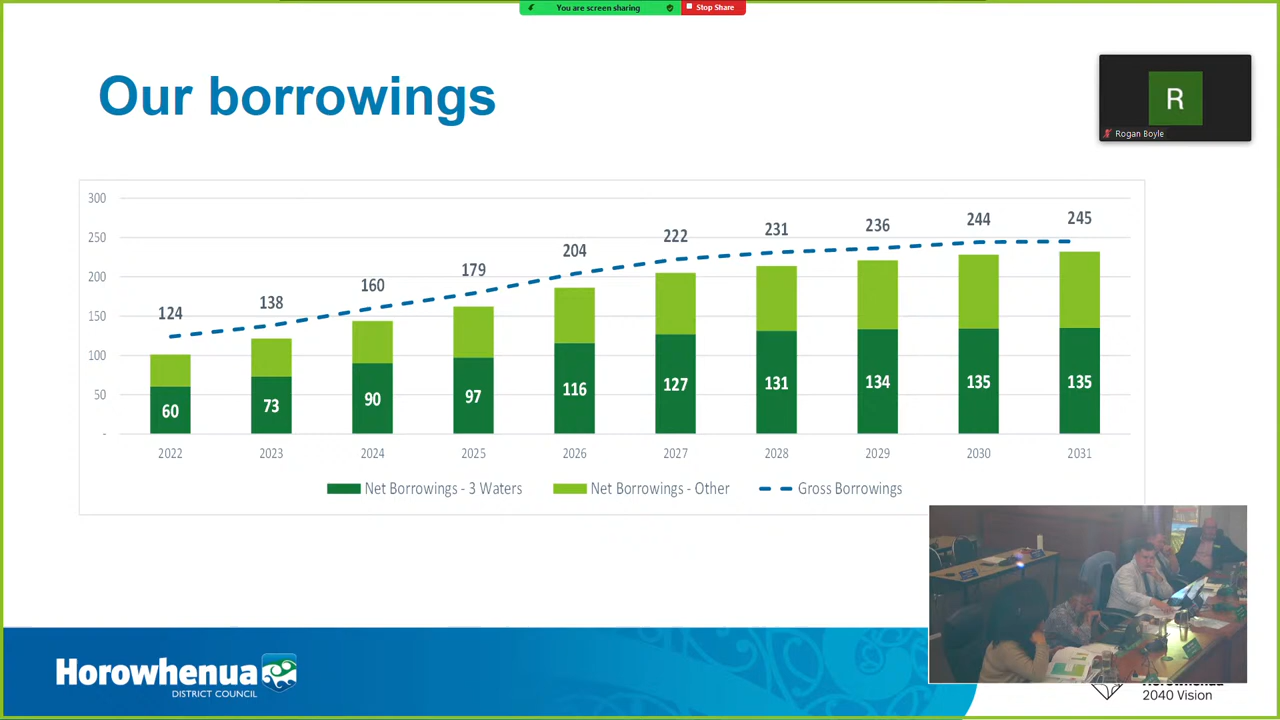 You are screen sharing
Stop Share
Our borrowings
R
Rogan Boyle
300
250
200
150
100
50
-
124 138 160 179 204 222 231 236 244 245
60 73 90 97 116 127 131 134 135 135
2022 2023 2024 2025 2026 2027 2028 2029 2030 2031
Net Borrowings - 3 Waters Net Borrowings - Other Gross Borrowings
Horowhenua
DISTRICT COUNCIL
2040 Vision